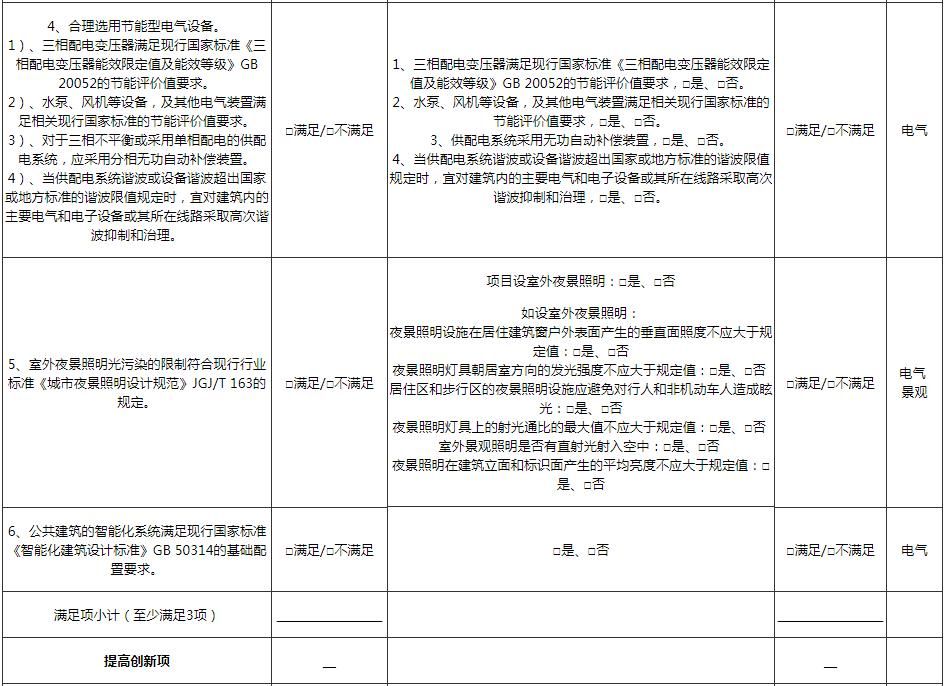 4、合理选用节能型电气设备。
1）、三相配电变压器满足现行国家标准《三
相配电变压器能效限定值及能效等级》GB
20052的节能评价值要求。
2）、水泵、风机等设备，及其他电气装置满
足相关现行国家标准的节能评价值要求。
3）、对于三相不平衡或采用单相配电的供配
电系统，应采用分相无功自动补偿装置。
4）、当供配电系统谐波或设备谐波超出国家
或地方标准的谐波限值规定时，宜对建筑内的
主要电气和电子设备或其所在线路采取高次谐
波抑制和治理。
□满足/□不满足
1、三相配电变压器满足现行国家标准《三相配电变压器能效限定
值及能效等级》GB 20052的节能评价值要求，□是、□否。
2、水泵、风机等设备，及其他电气装置满足相关现行国家标准的
节能评价值要求，□是、□否。
3、供配电系统采用无功自动补偿装置，□是、□否。
4、当供配电系统谐波或设备谐波超出国家或地方标准的谐波限值
规定时，宜对建筑内的主要电气和电子设备或其所在线路采取高次
谐波抑制和治理，□是、□否。
□满足/□不满足
电气
5、室外夜景照明光污染的限制符合现行行业
标准《城市夜景照明设计规范》JGJ/T 163的
规定。
□满足/□不满足
项目设室外夜景照明：□是、□否
如设室外夜景照明：
夜景照明设施在居住建筑窗户外表面产生的垂直面照度不应大于规
定值：□是、□否
夜景照明灯具朝居室方向的发光强度不应大于规定值：□是、□否
居住区和步行区的夜景照明设施应避免对行人和非机动车人造成眩
光：□是、□否
夜景照明灯具上的射光通比的最大值不应大于规定值：□是、□否
室外景观照明是否有直射光射入空中：□是、□否
夜景照明在建筑立面和标识面产生的平均亮度不应大于规定值：□
是、□否
□满足/□不满足
电气
景观
6、公共建筑的智能化系统满足现行国家标准
《智能化建筑设计标准》GB 50314的基础配
置要求。
□满足/□不满足
□是、□否
□满足/□不满足
电气
满足项小计（至少满足3项）
提高创新项